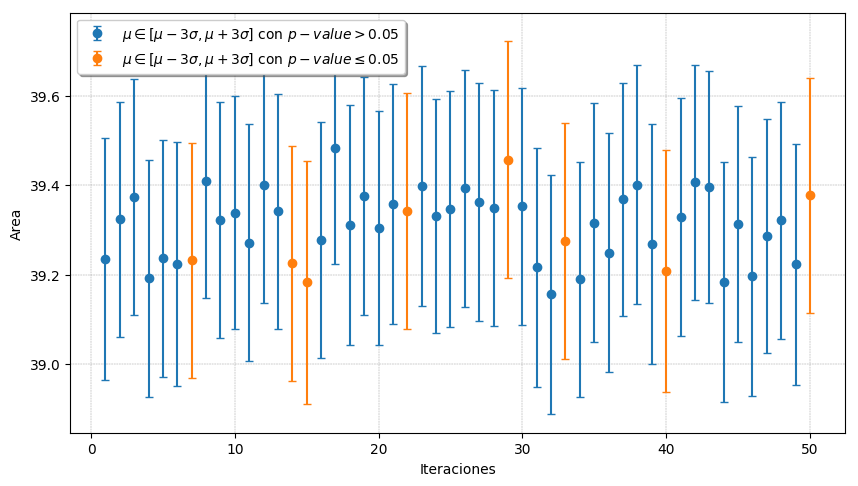 μ ∈ [μ − 3σ, μ + 3σ] con p − value > 0.05
μ ∈ [μ − 3σ, μ + 3σ] con p − value ≤ 0.05
39.6
39.4
39.2
39.0
Area
0 10 20 30 40 50
Iteraciones